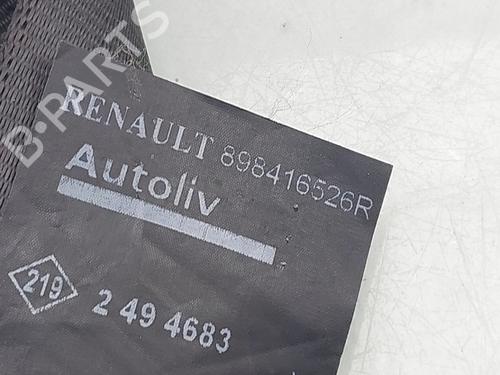 RENAULT 898416526R
Autoliv
219 2 49 4683
B-PARTS